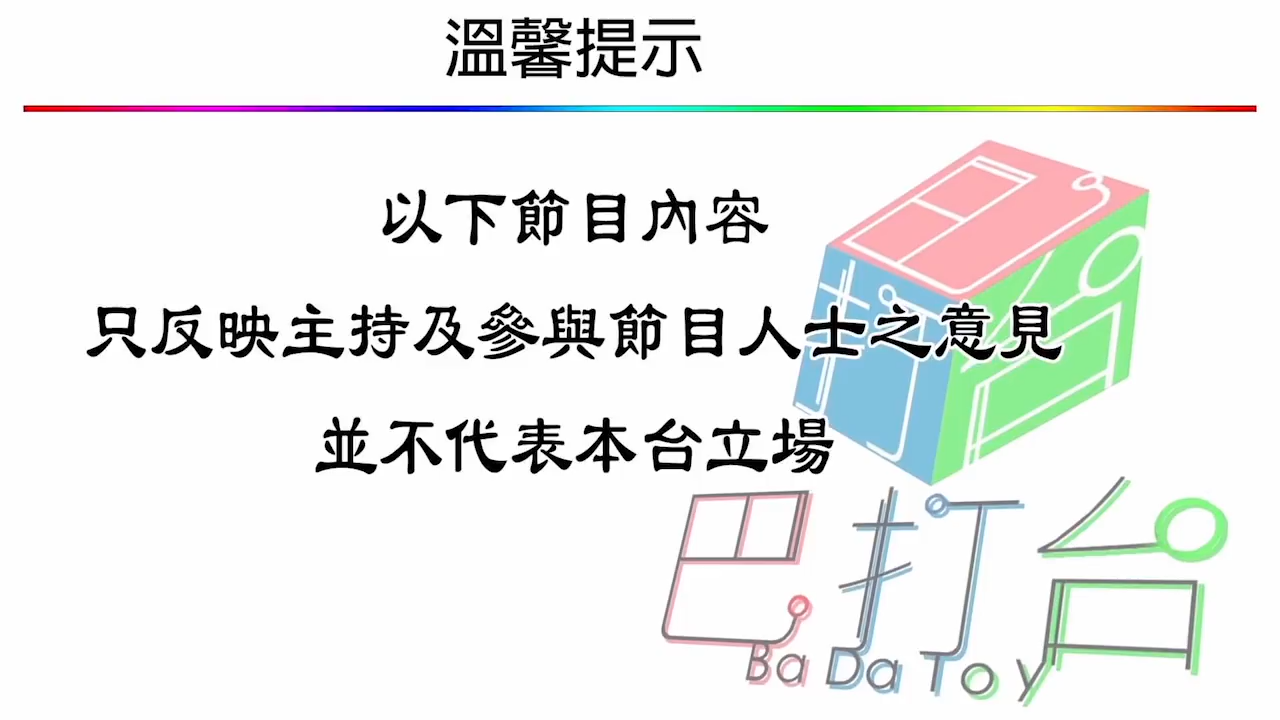 溫馨提示
以下節目內容
只反映主持及參與節目人士之意見
並不代表本台立場
巴打台
BaDaToy